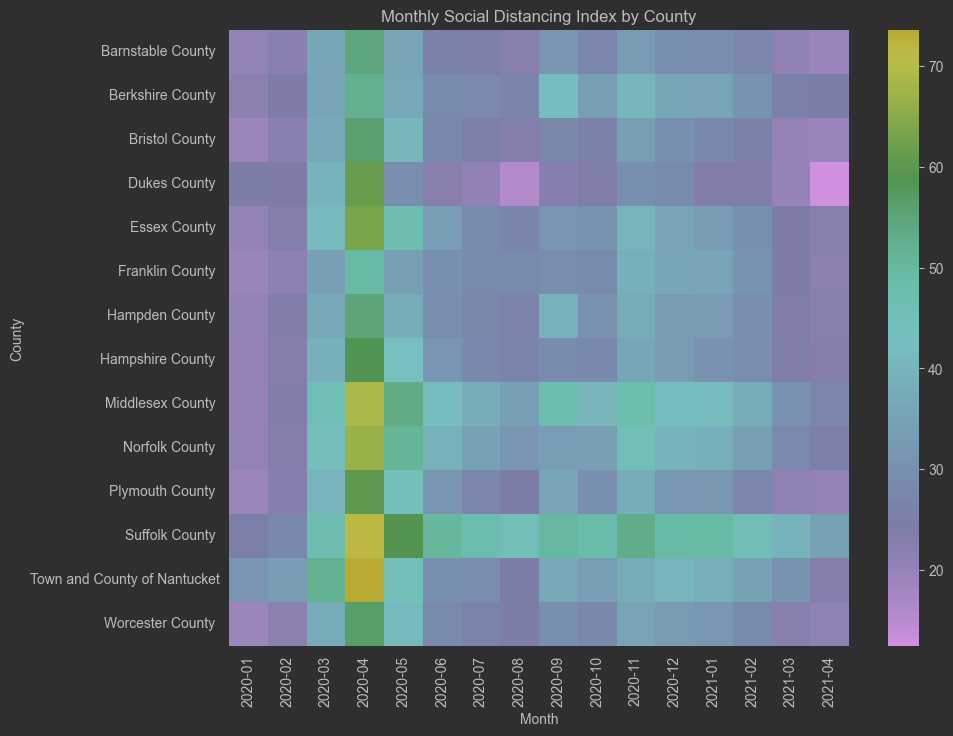 Monthly Social Distancing Index by County
County
Barnstable County
Berkshire County
Bristol County
Dukes County
Essex County
Franklin County
Hampden County
Hampshire County
Middlesex County
Norfolk County
Plymouth County
Suffolk County
Town and County of Nantucket
Worcester County
2020-01
2020-02
2020-03
2020-04
2020-05
2020-06
2020-07
2020-08
2020-09
2020-10
2020-11
2020-12
2021-01
2021-02
2021-03
2021-04
Month
70
60
50
40
30
20